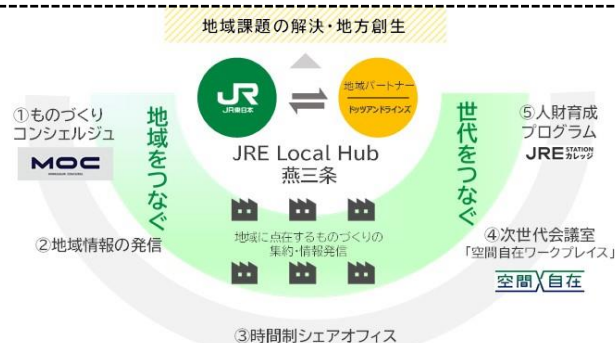 地域課題の解決・地方創生
JR
JR東日本
地域パートナー
ドッツアンドラインズ
JRE Local Hub
燕三条
①ものづくり
コンシェルジュ
MOC
地域をつなぐ
世代をつなぐ
⑤人財育成
プログラム
JRE STATION カレッジ
②地域情報の発信
地域に点在するものづくりの
集約・情報発信
④次世代会議室
「空間自在ワークプレイス」
空間自在
③時間制シェアオフィス